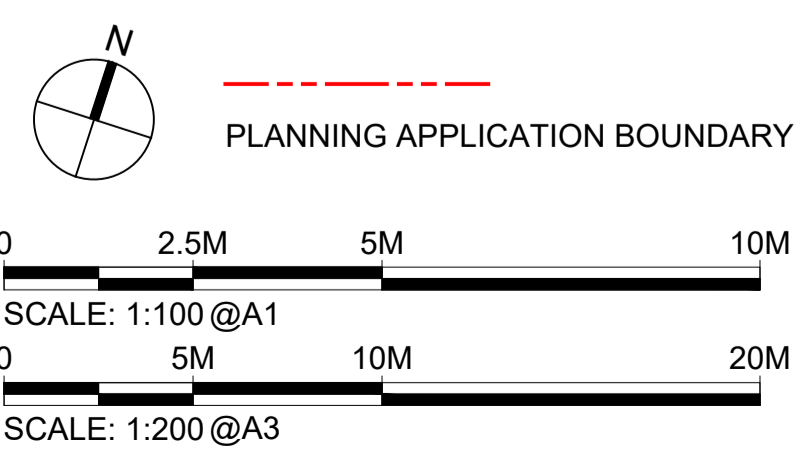 N
PLANNING APPLICATION BOUNDARY
0 2.5M 5M 10M
SCALE: 1:100 @A1
0 5M 10M 20M
SCALE: 1:200 @A3